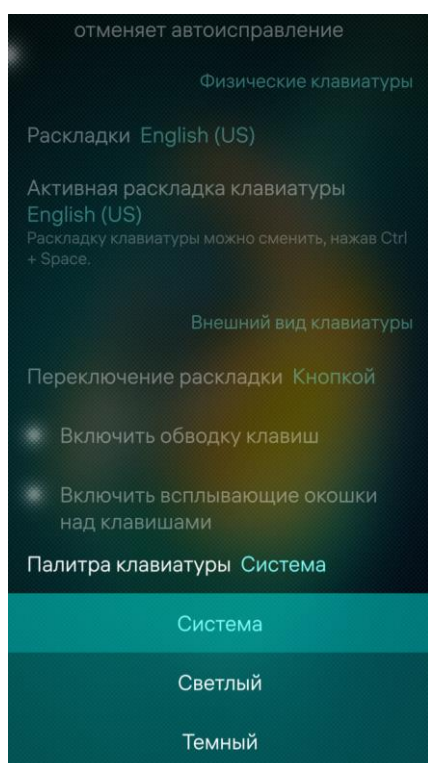 отменяет автоисправление
Физические клавиатуры
Раскладки English (US)
Активная раскладка клавиатуры
English (US)
Раскладку клавиатуры можно сменить, нажав Ctrl
+ Space.
Внешний вид клавиатуры
Переключение раскладки Кнопкой
Включить обводку клавиш
Включить всплывающие окошки
над клавишами
Палитра клавиатуры Система
Система
Светлый
Темный